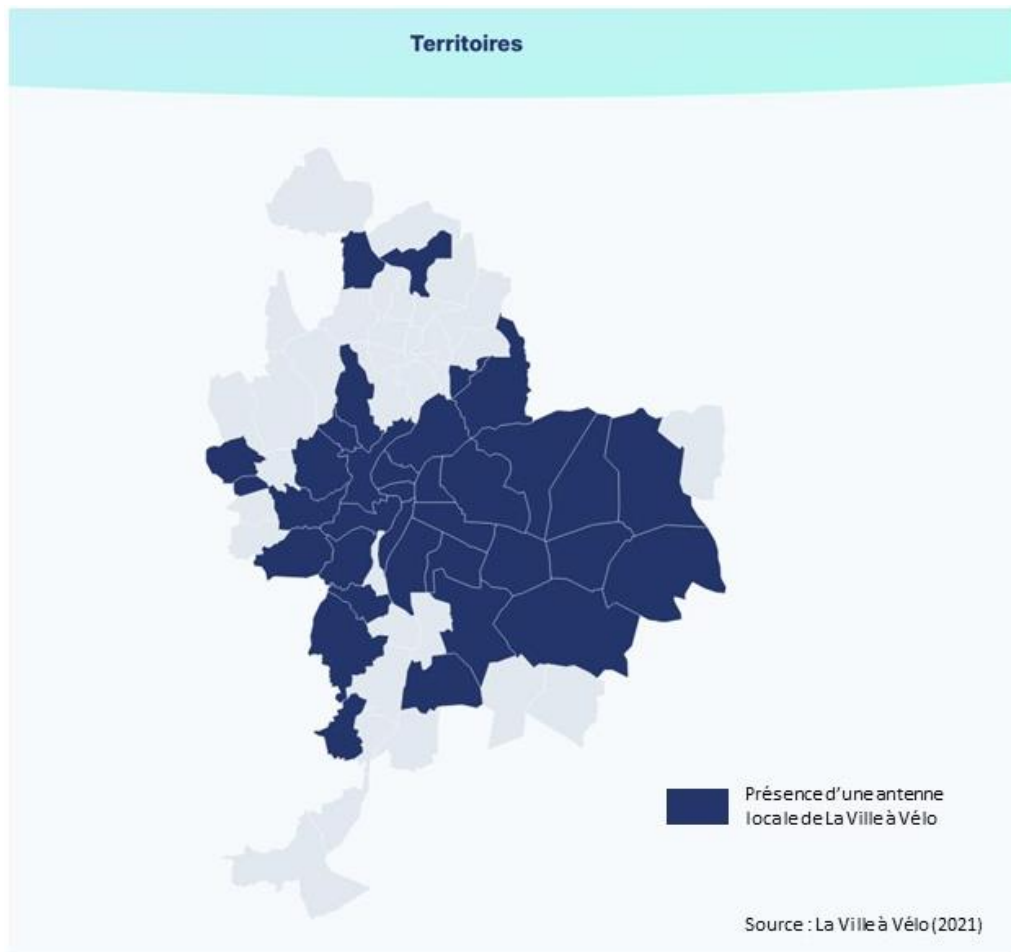 Territoires
Présence d'une antenne
locale de La Ville à Vélo
Source : La Ville à Vélo (2021)